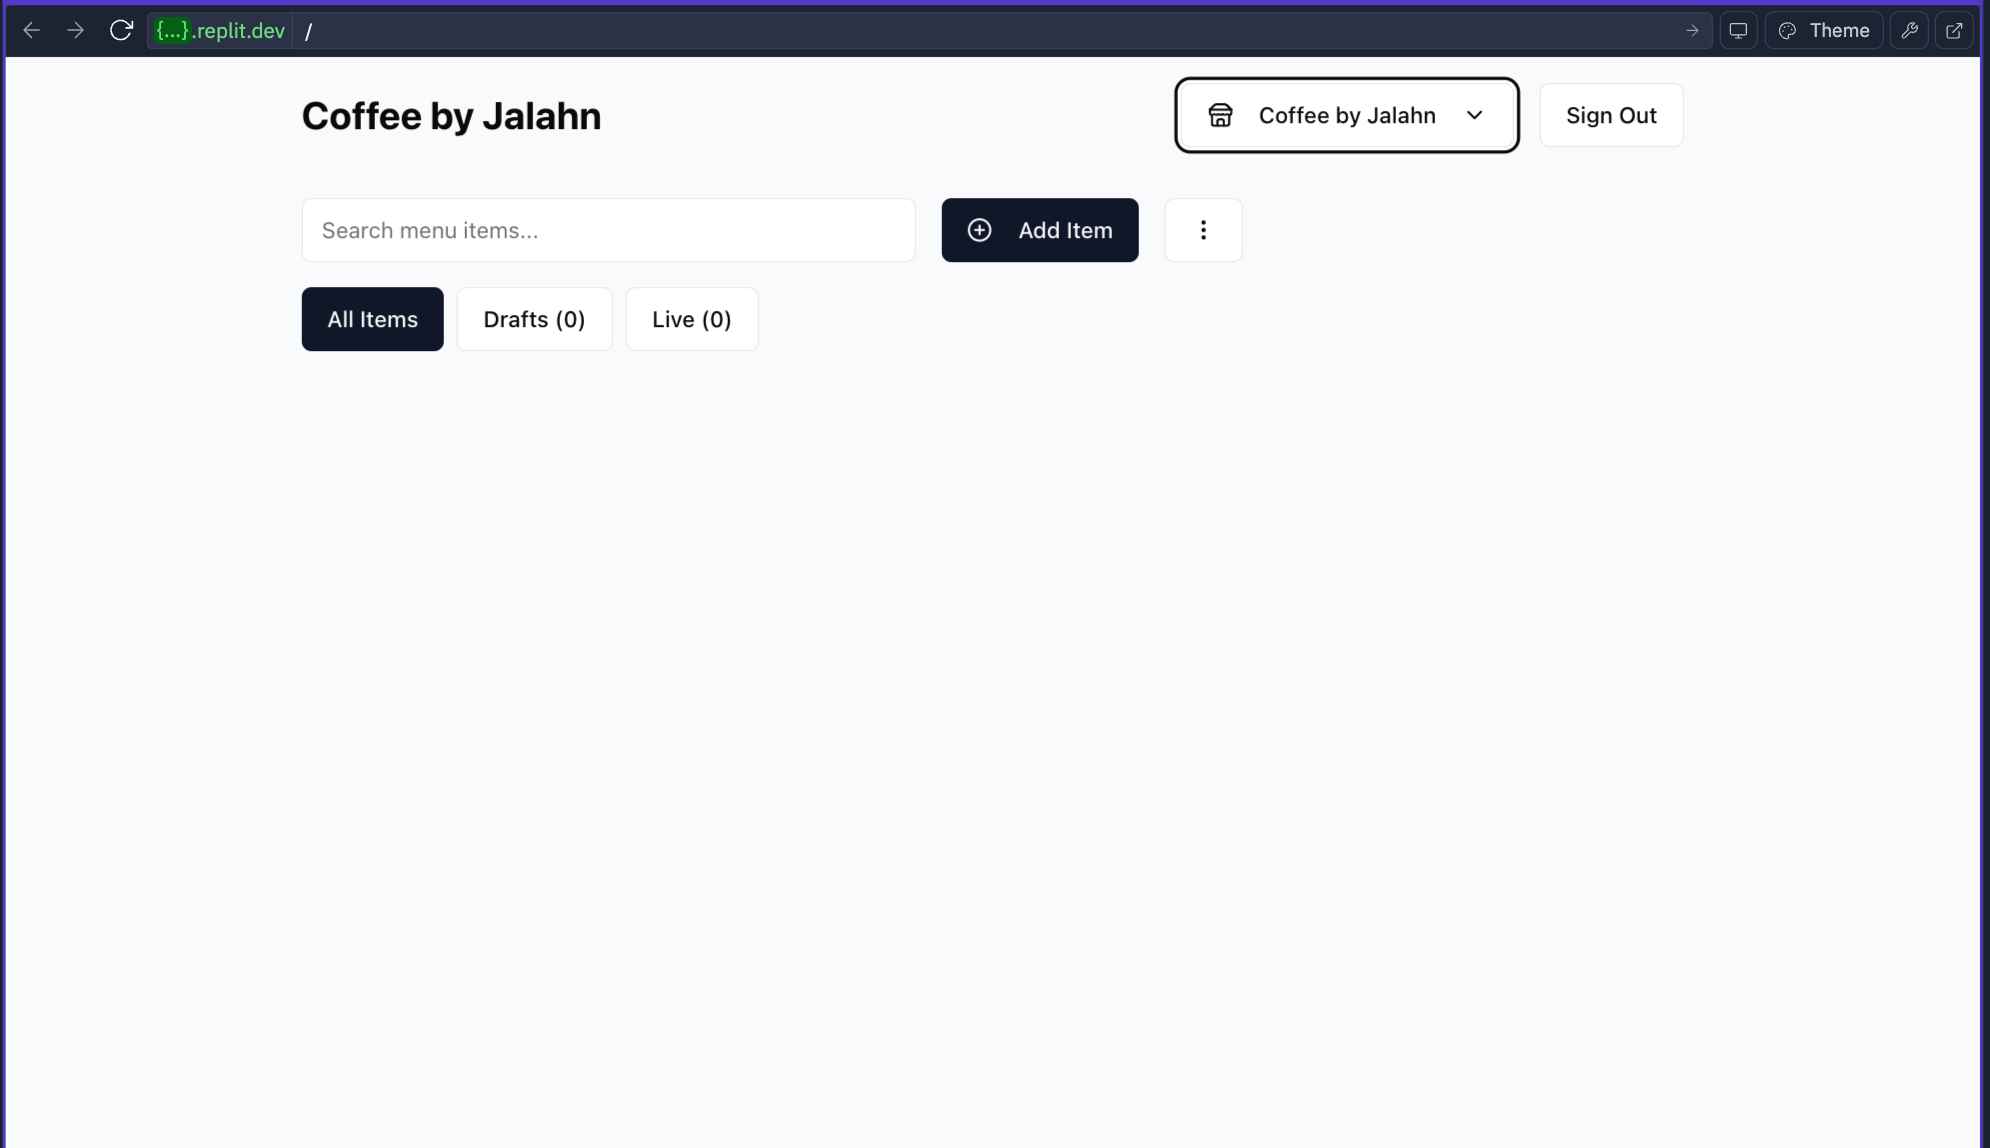 {...}.replit.dev /
Theme
Coffee by Jalahn
Coffee by Jalahn
Sign Out
Search menu items...
Add Item
All Items
Drafts (0)
Live (0)